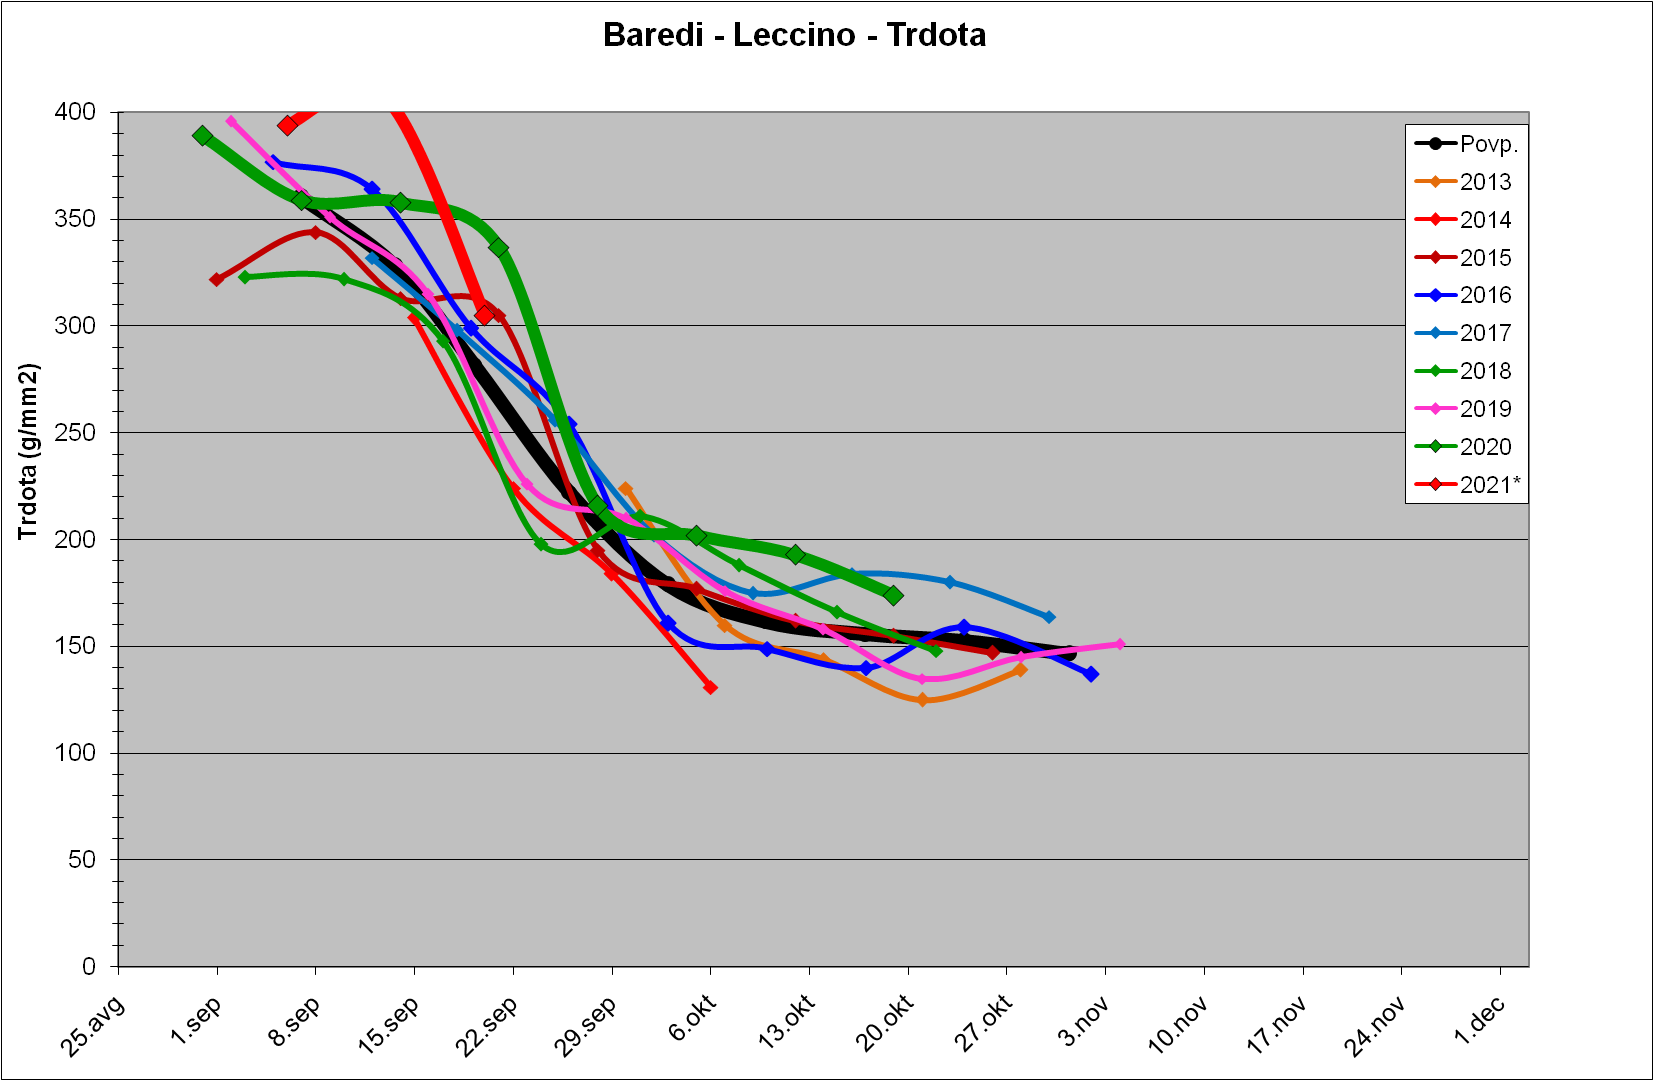 Baredi - Leccino - Trdota
Trdota (g/mm2)
400
350
300
250
200
150
100
50
0
25.avg
1.sep
8.sep
15.sep
22.sep
29.sep
6.okt
13.okt
20.okt
27.okt
3.nov
10.nov
17.nov
24.nov
1.dec
Povp.
2013
2014
2015
2016
2017
2018
2019
2020
2021*